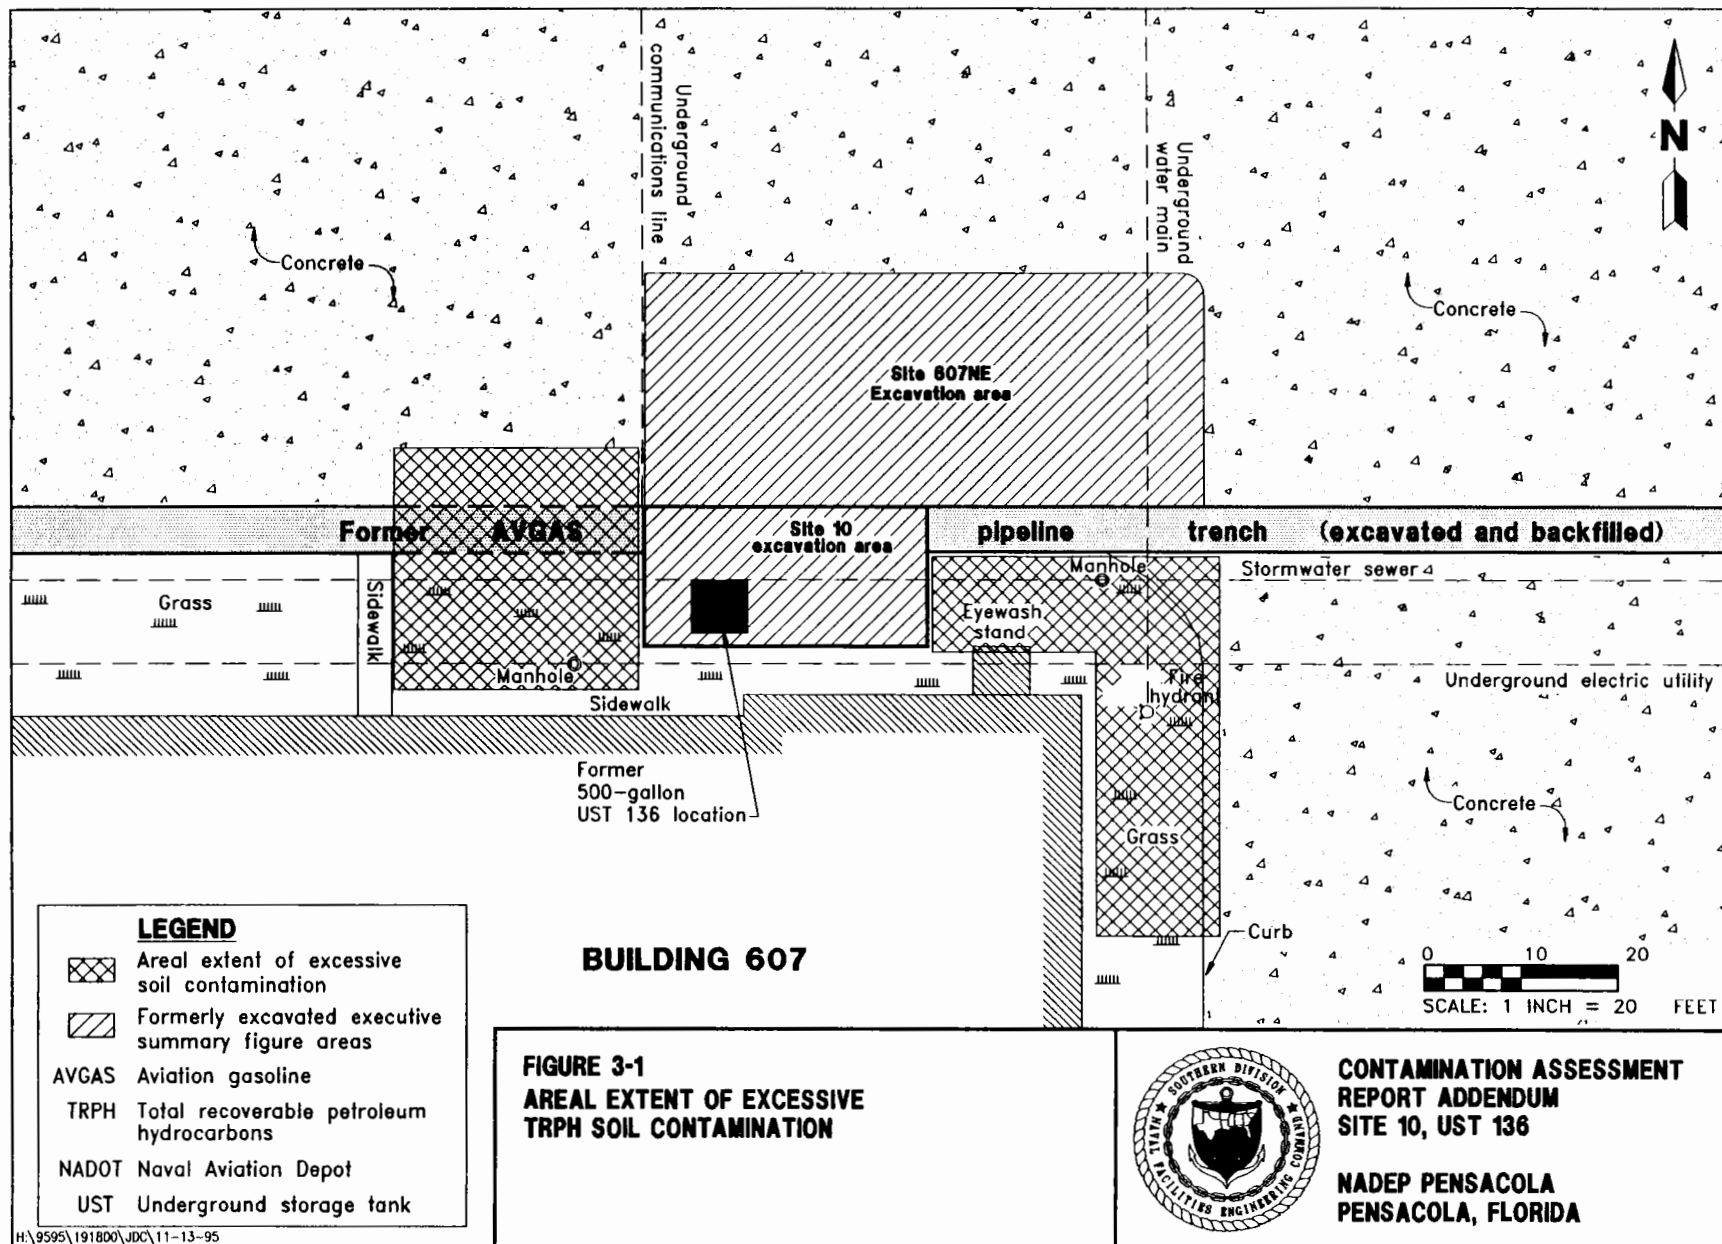 Underground
communications line
Underground
water main
N
Concrete
Concrete
Site 607NE
Excavation area
Former AVGAS
Site 10
excavation area
pipeline trench (excavated and backfilled)
Grass
Sidewalk
Manhole
Sidewalk
Manhole
Eyewash
stand
Stormwater sewer
Fire
hydrant
Underground electric utility
Former
500-gallon
UST 136 location
Grass
Concrete
Curb
BUILDING 607
0 10 20
SCALE: 1 INCH = 20 FEET
LEGEND
Areal extent of excessive
soil contamination
Formerly excavated executive
summary figure areas
AVGAS Aviation gasoline
TRPH Total recoverable petroleum
hydrocarbons
NADOT Naval Aviation Depot
UST Underground storage tank
H:\9595\191800\JDC\11-13-95
FIGURE 3-1
AREAL EXTENT OF EXCESSIVE
TRPH SOIL CONTAMINATION
SOUTHERN DIVISION
NAVAL FACILITIES ENGINEERING COMMAND
CONTAMINATION ASSESSMENT
REPORT ADDENDUM
SITE 10, UST 136
NADEP PENSACOLA
PENSACOLA, FLORIDA